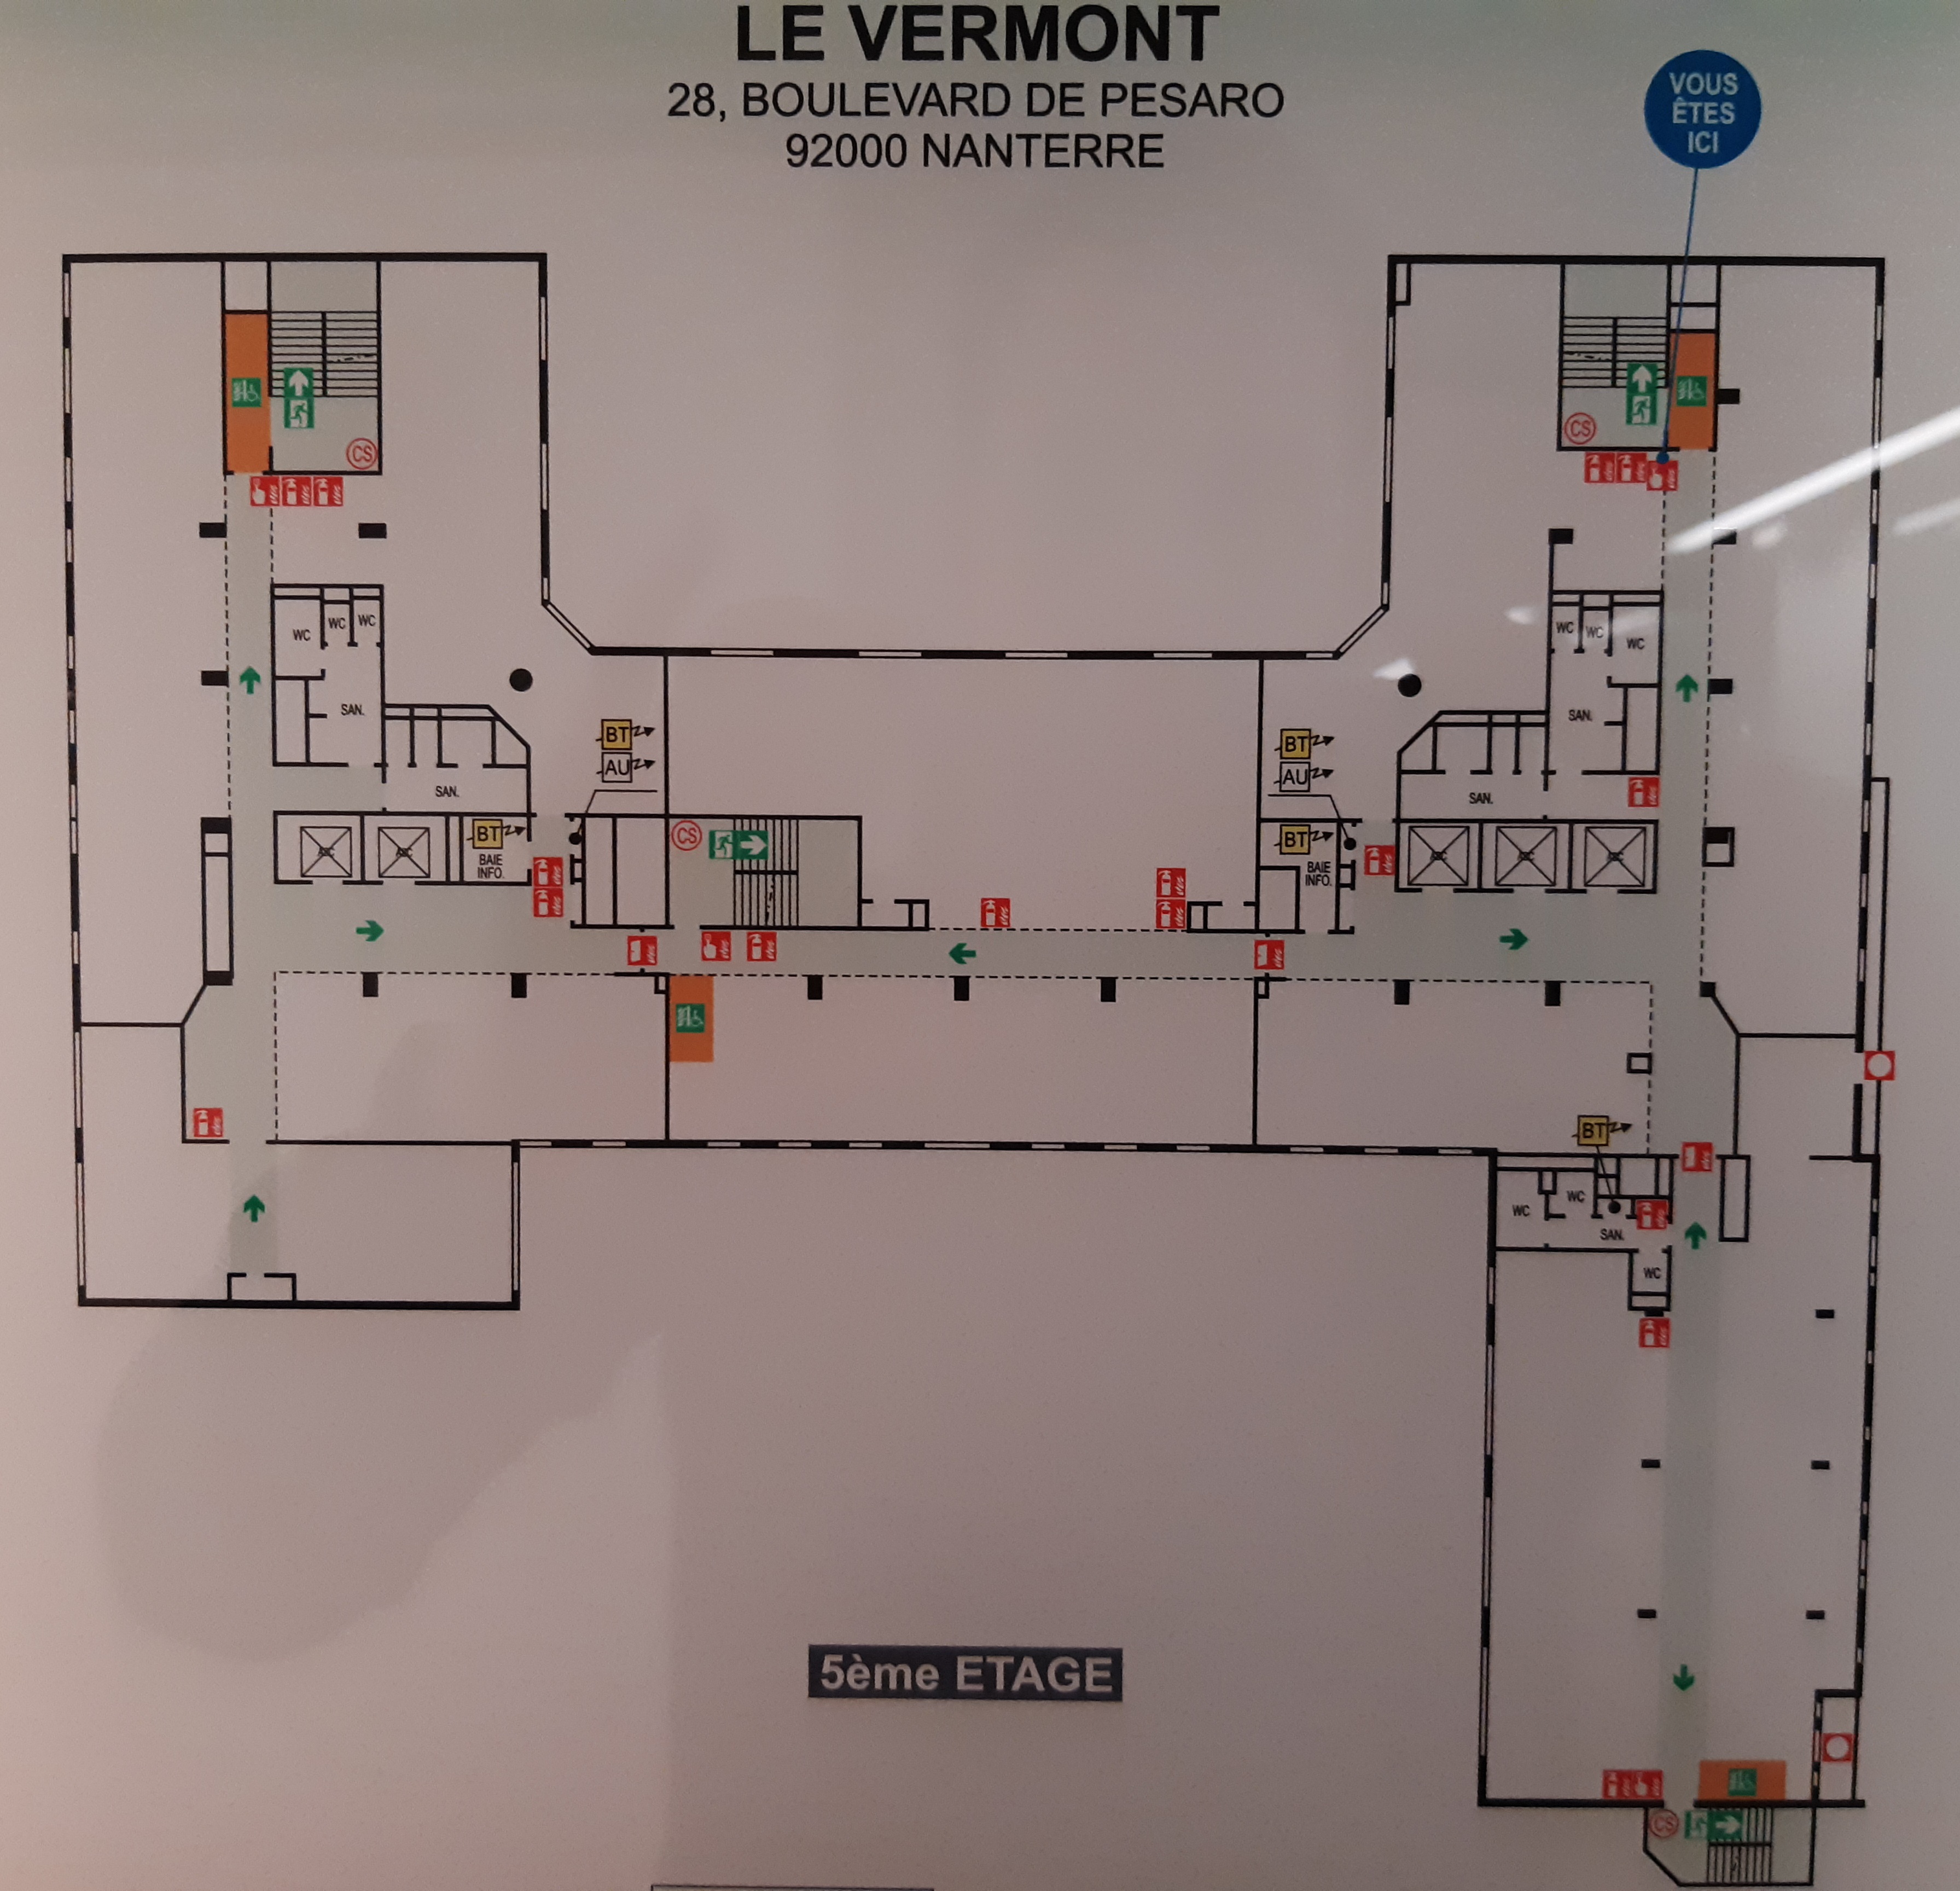 LE VERMONT
28, BOULEVARD DE PESARO
92000 NANTERRE
VOUS
ÊTES
ICI
CS
CS
WC
WC
WC
WC
WC
WC
SAN.
SAN.
BT
AU
BT
AU
SAN.
SAN.
BT
BAIE
INFO.
CS
BT
BAIE
INFO.
BT
WC
WC
SAN.
WC
5ème ETAGE
CS